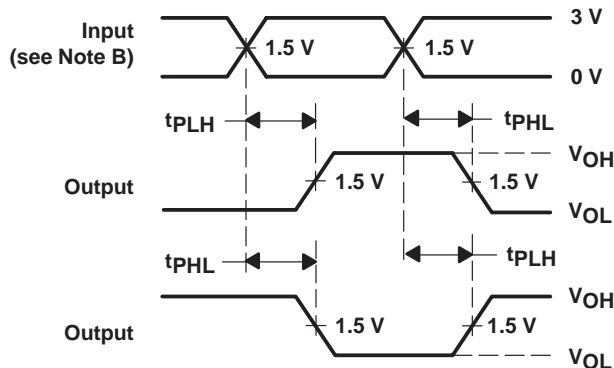 Input
(see Note B)
1.5 V
1.5 V
3 V
0 V
tPLH
tPHL
Output
1.5 V
1.5 V
VOH
VOL
tPHL
tPLH
Output
1.5 V
1.5 V
VOH
VOL